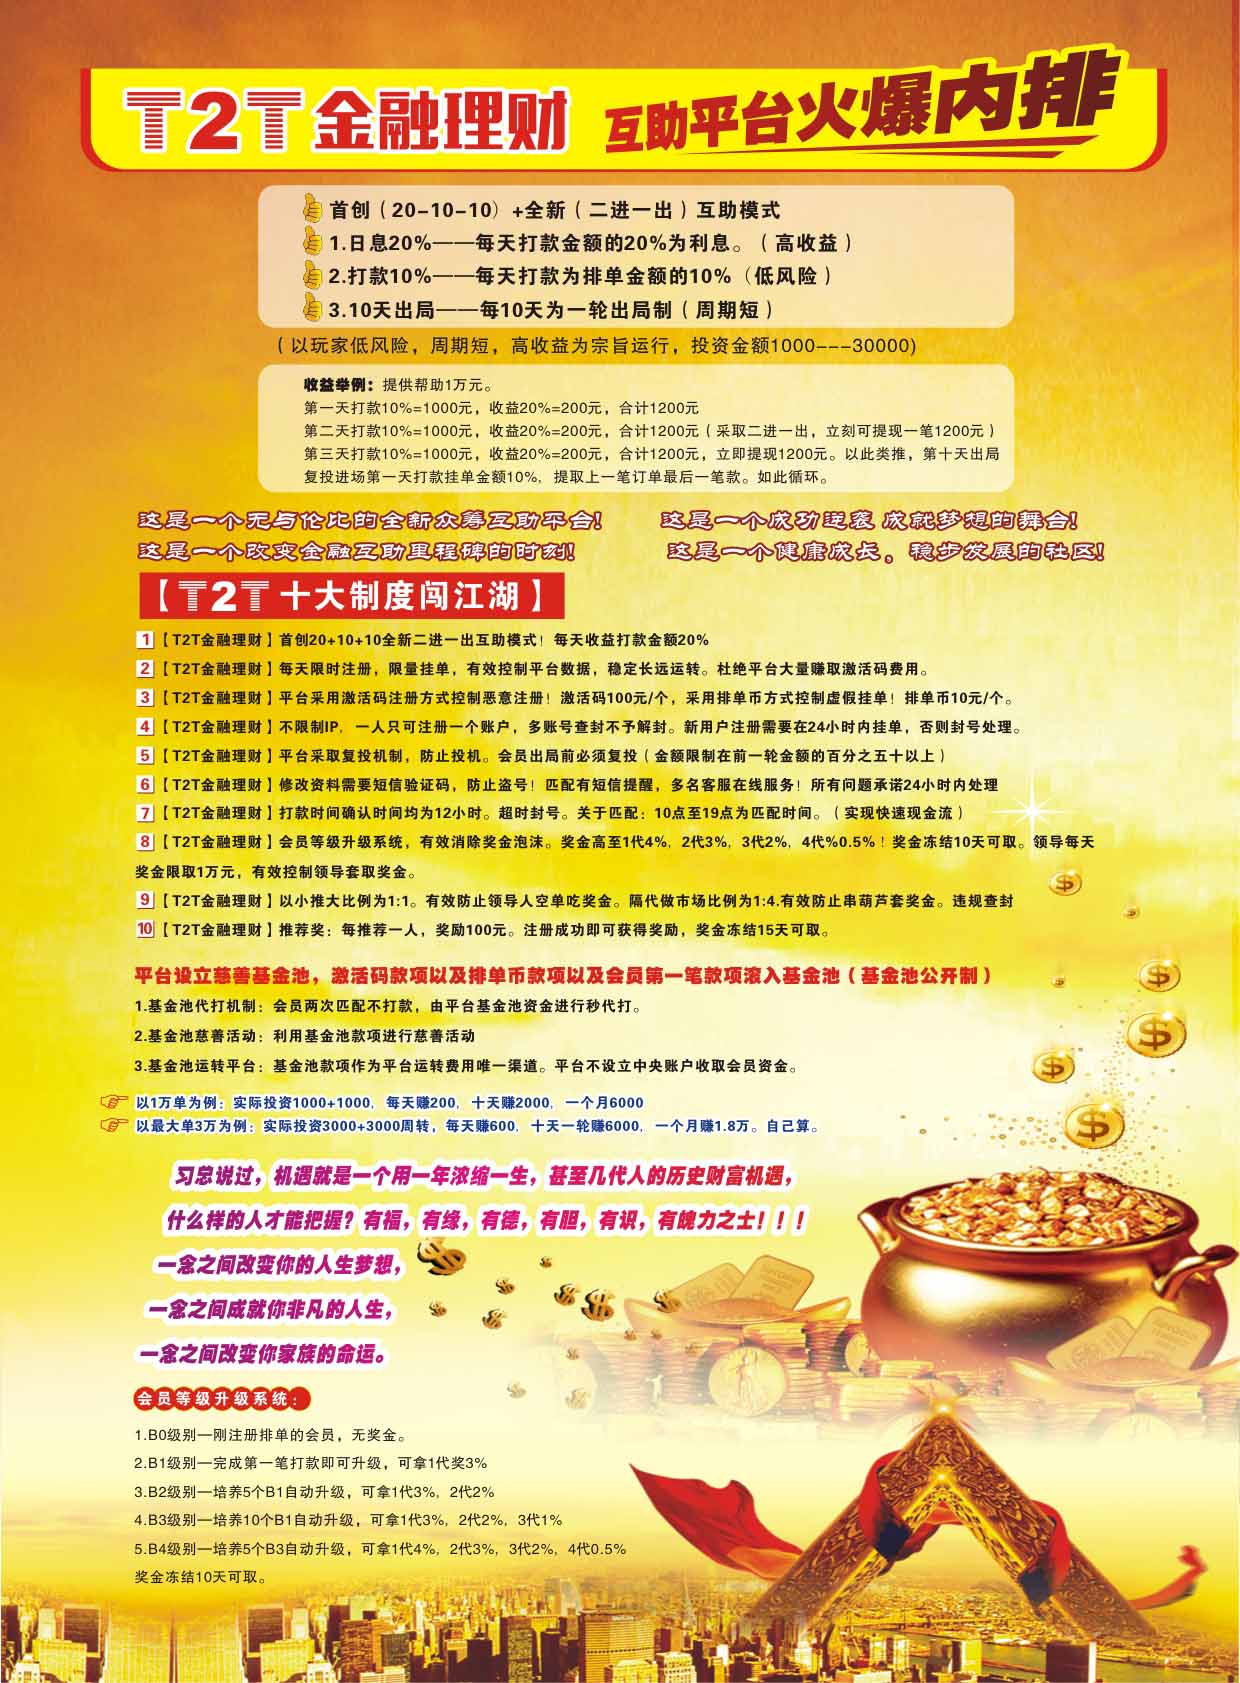 T2T金融理财 互助平台火爆内排
首创（20-10-10）+全新（二进一出）互助模式
1.日息20%——每天打款金额的20%为利息。（高收益）
2.打款10%——每天打款为排单金额的10%（低风险）
3.10天出局——每10天为一轮出局制（周期短）
（以玩家低风险，周期短，高收益为宗旨运行，投资金额1000---30000)
收益举例：提供帮助1万元。
第一天打款10%=1000元，收益20%=200元，合计1200元
第二天打款10%=1000元，收益20%=200元，合计1200元（采取二进一出，立刻可提现一笔1200元）
第三天打款10%=1000元，收益20%=200元，合计1200元，立即提现1200元。以此类推，第十天出局
复投进场第一天打款挂单金额10%，提取上一笔订单最后一笔款。如此循环。
这是一个无与伦比的全新众筹互助平台! 这是一个成功逆袭 成就梦想的舞台!
这是一个改变金融互助里程碑的时刻! 这是一个健康成长，稳步发展的社区!
【T2T十大制度闯江湖】
1【T2T金融理财】首创20+10+10全新二进一出互助模式！每天收益打款金额20%
2【T2T金融理财】每天限时注册，限量挂单，有效控制平台数据，稳定长远运转。杜绝平台大量赚取激活码费用。
3【T2T金融理财】平台采用激活码注册方式控制恶意注册！激活码100元/个，采用排单币方式控制虚假挂单！排单币10元/个。
4【T2T金融理财】不限制IP，一人只可注册一个账户，多账号查封不予解封。新用户注册需要在24小时内挂单，否则封号处理。
5【T2T金融理财】平台采取复投机制，防止投机。会员出局前必须复投（金额限制在前一轮金额的百分之五十以上）
6【T2T金融理财】修改资料需要短信验证码，防止盗号！匹配有短信提醒，多名客服在线服务！所有问题承诺24小时内处理
7【T2T金融理财】打款时间确认时间均为12小时。超时封号。关于匹配：10点至19点为匹配时间。（实现快速现金流）
8【T2T金融理财】会员等级升级系统，有效消除奖金泡沫。奖金高至1代4%，2代3%，3代2%，4代%0.5%！奖金冻结10天可取。领导每天
奖金限取1万元，有效控制领导套取奖金。
9【T2T金融理财】以小推大比例为1:1。有效防止领导人空单吃奖金。隔代做市场比例为1:4.有效防止串葫芦套奖金。违规查封
10【T2T金融理财】推荐奖：每推荐一人，奖励100元。注册成功即可获得奖励，奖金冻结15天可取。
平台设立慈善基金池，激活码款项以及排单币款项以及会员第一笔款项滚入基金池（基金池公开制）
1.基金池代打机制：会员两次匹配不打款，由平台基金池资金进行秒代打。
2.基金池慈善活动：利用基金池款项进行慈善活动
3.基金池运转平台：基金池款项作为平台运转费用唯一渠道。平台不设立中央账户收取会员资金。
以1万单为例：实际投资1000+1000，每天赚200，十天赚2000，一个月6000
以最大单3万为例：实际投资3000+3000周转，每天赚600，十天一轮赚6000，一个月赚1.8万。自己算。
习总说过，机遇就是一个用一年浓缩一生，甚至几代人的历史财富机遇，
什么样的人才能把握？有福，有缘，有德，有胆，有识，有魄力之士！！！
一念之间改变你的人生梦想，
一念之间成就你非凡的人生，
一念之间改变你家族的命运。
会员等级升级系统：
1.B0级别—刚注册排单的会员，无奖金。
2.B1级别—完成第一笔打款即可升级，可拿1代奖3%
3.B2级别—培养5个B1自动升级，可拿1代3%，2代2%
4.B3级别—培养10个B1自动升级，可拿1代3%，2代2%，3代1%
5.B4级别—培养5个B3自动升级，可拿1代4%，2代3%，3代2%，4代0.5%
奖金冻结10天可取。